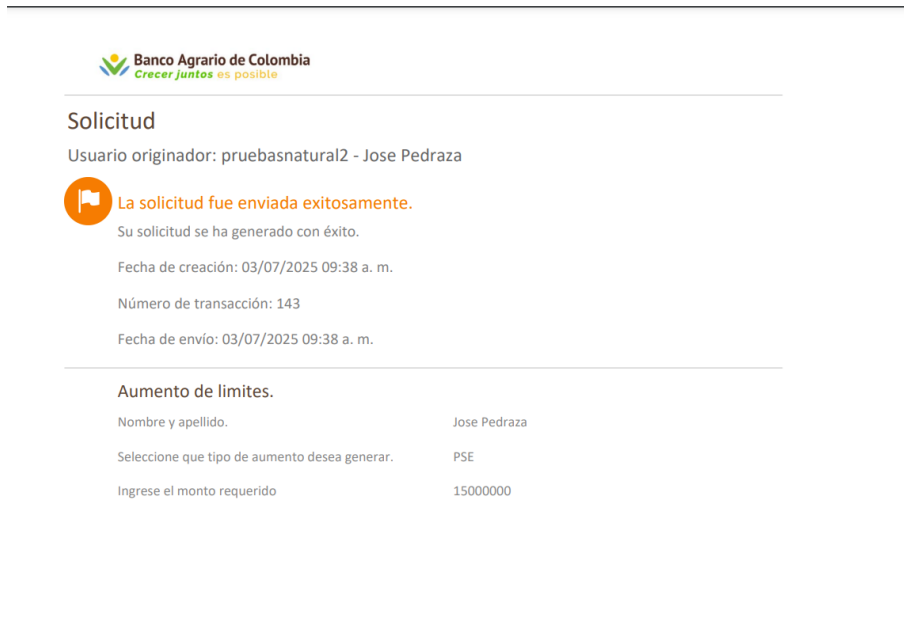 Banco Agrario de Colombia
Crecer juntos es posible
Solicitud
Usuario originador: pruebasnatural2 - Jose Pedraza
La solicitud fue enviada exitosamente.
Su solicitud se ha generado con éxito.
Fecha de creación: 03/07/2025 09:38 a. m.
Número de transacción: 143
Fecha de envío: 03/07/2025 09:38 a. m.
Aumento de limites.
Nombre y apellido. Jose Pedraza
Seleccione que tipo de aumento desea generar. PSE
Ingrese el monto requerido 15000000